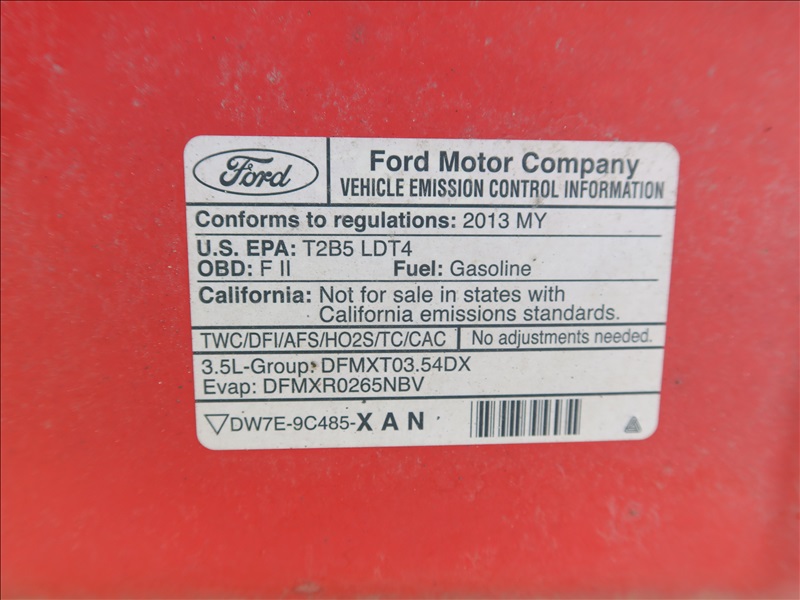 Ford
Ford Motor Company
VEHICLE EMISSION CONTROL INFORMATION
Conforms to regulations: 2013 MY
U.S. EPA: T2B5 LDT4
OBD: F II Fuel: Gasoline
California: Not for sale in states with
California emissions standards.
TWC/DFI/AFS/HO2S/TC/CAC No adjustments needed.
3.5L-Group: DFMXT03.54DX
Evap: DFMXR0265NBV
DW7E-9C485-XAN